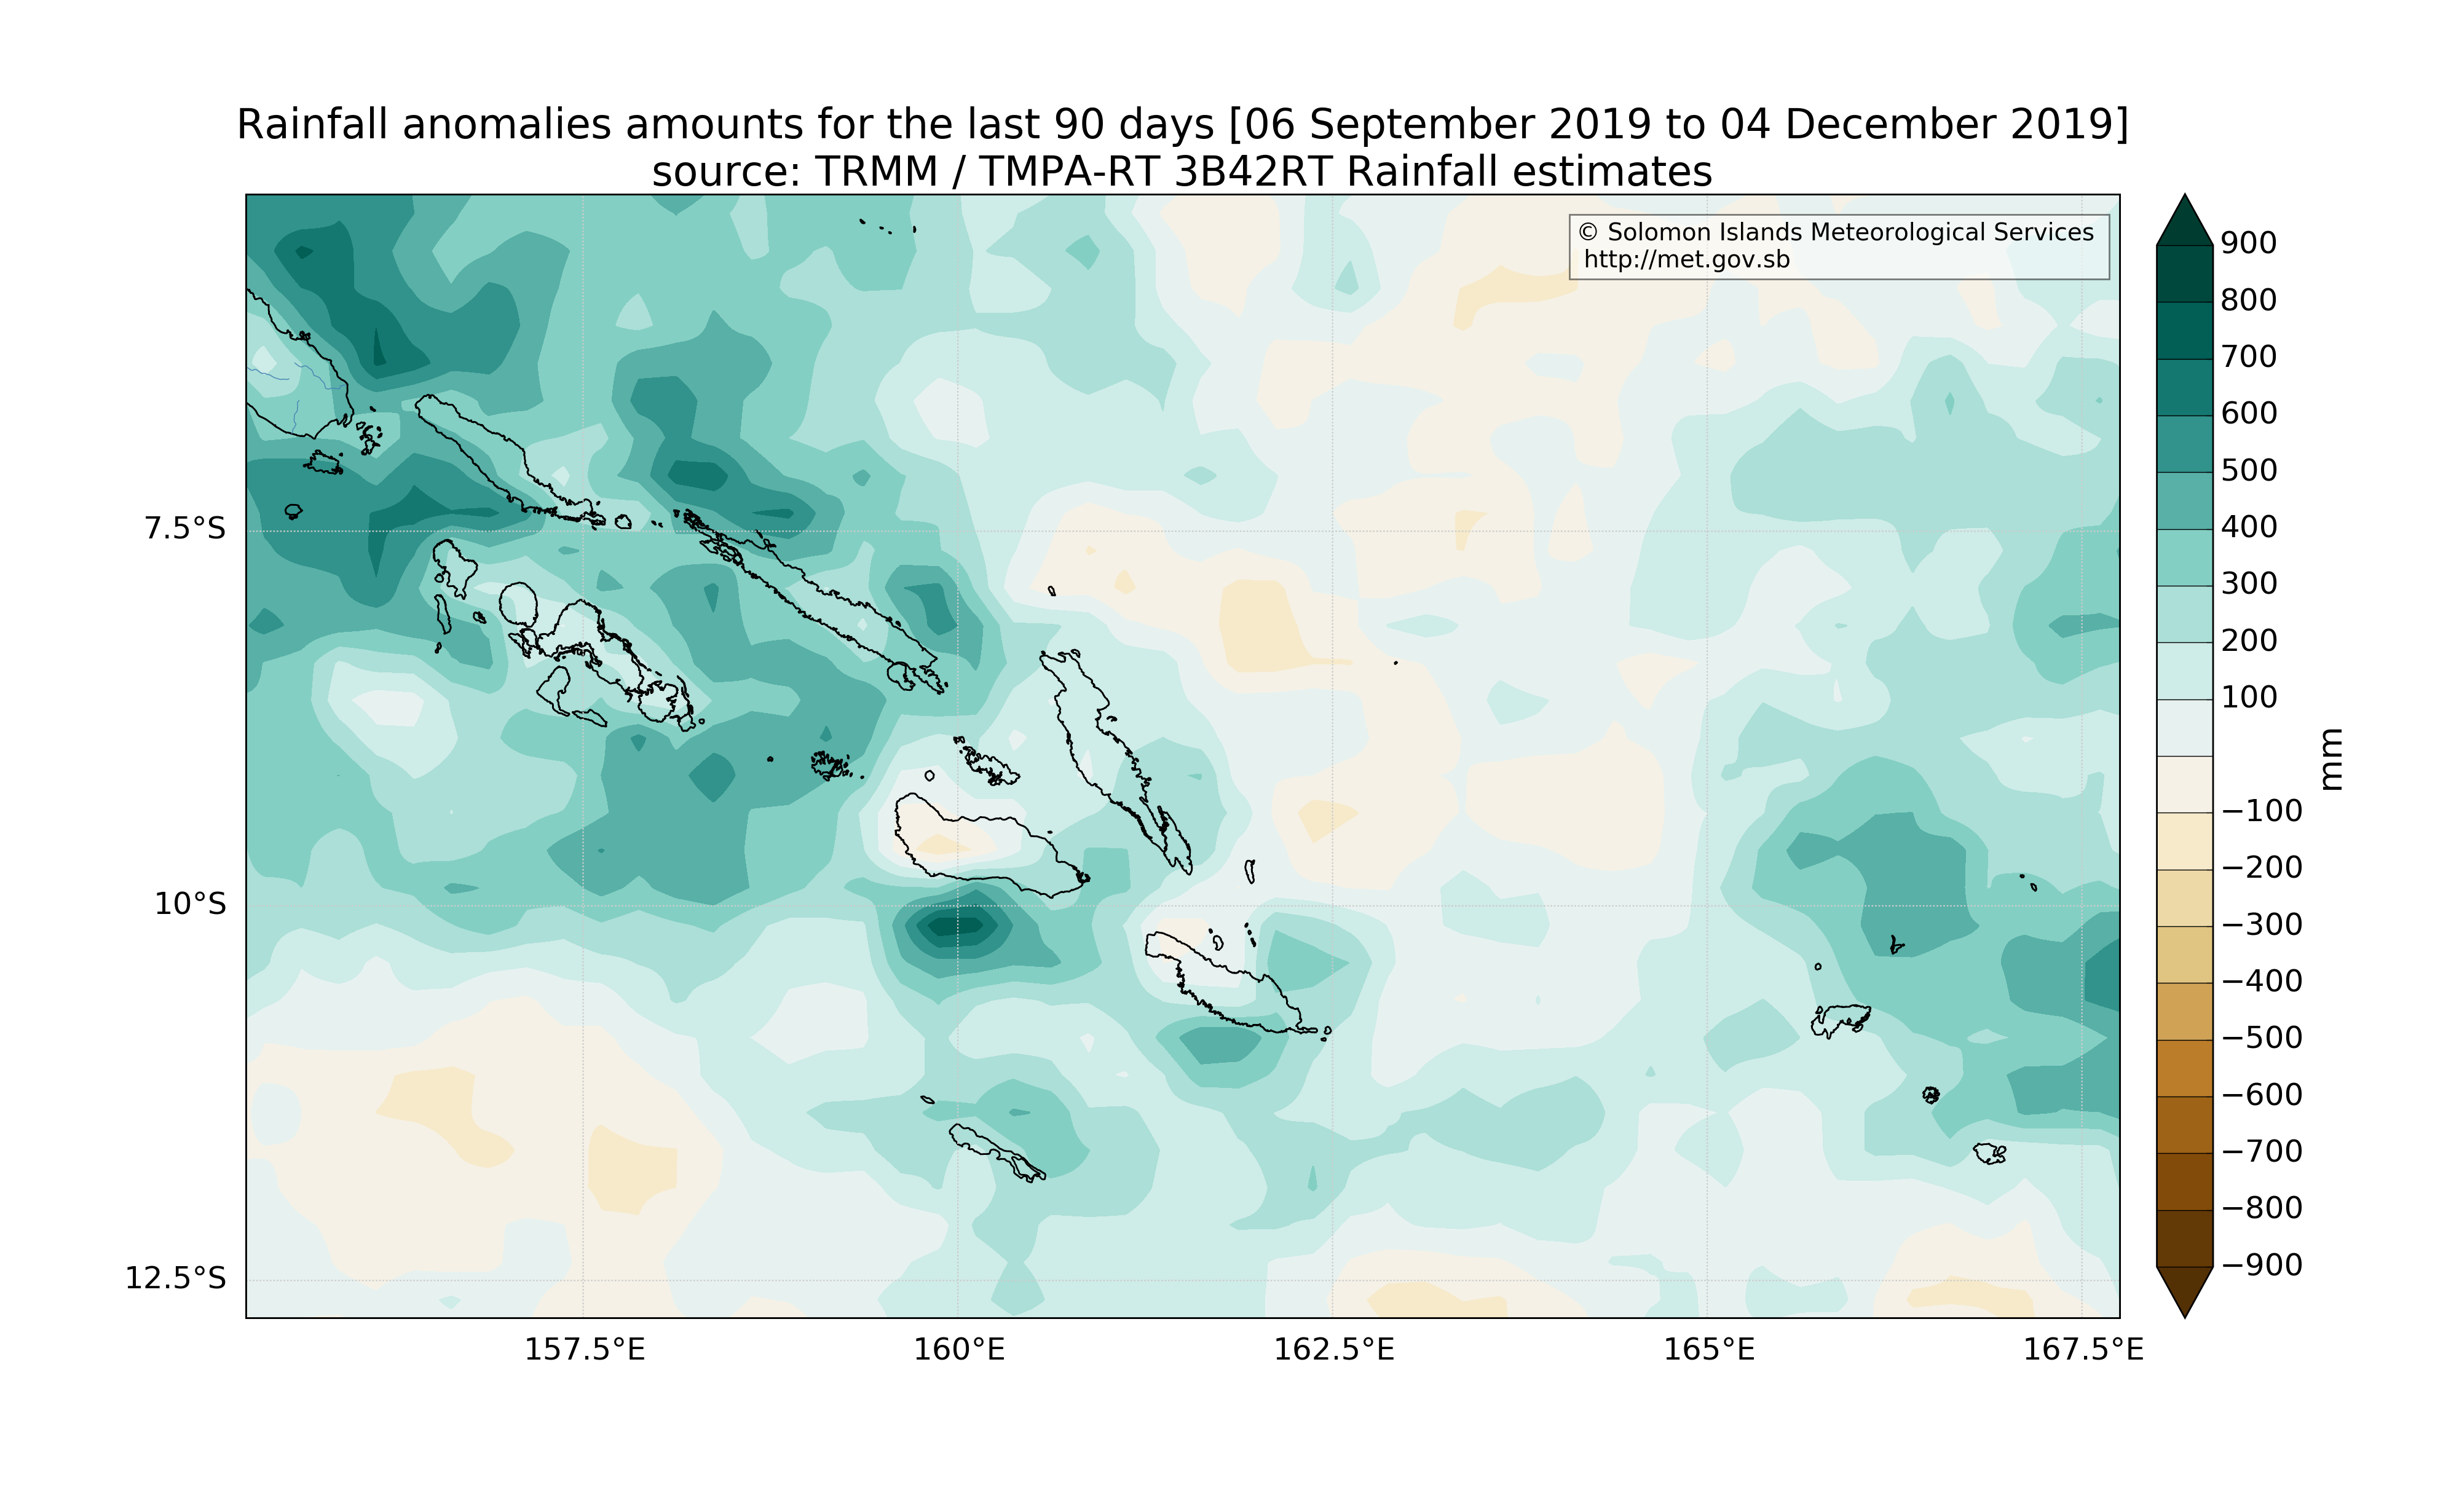 Rainfall anomalies amounts for the last 90 days [06 September 2019 to 04 December 2019]
source: TRMM / TMPA-RT 3B42RT Rainfall estimates
© Solomon Islands Meteorological Services
http://met.gov.sb
7.5°S
10°S
12.5°S
157.5°E
160°E
162.5°E
165°E
167.5°E
900
800
700
600
500
400
300
200
100
−100
−200
−300
−400
−500
−600
−700
−800
−900
mm